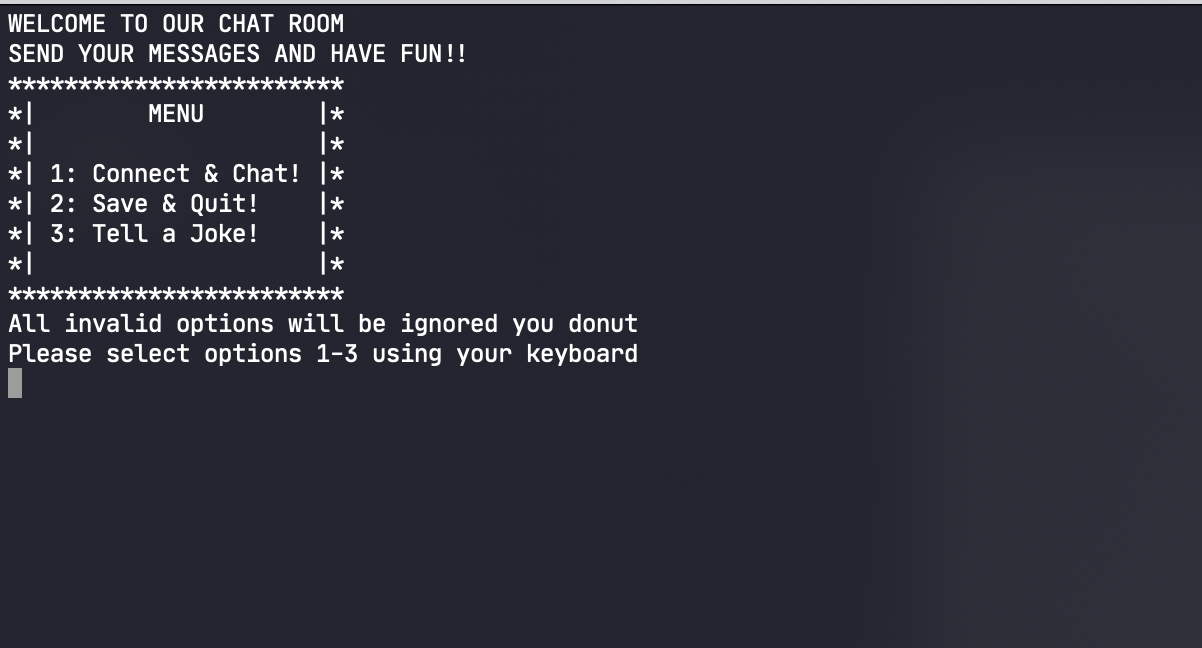 WELCOME TO OUR CHAT ROOM
SEND YOUR MESSAGES AND HAVE FUN!!
************************
*|        MENU        |*
*|                    |*
*| 1: Connect & Chat! |*
*| 2: Save & Quit!    |*
*| 3: Tell a Joke!    |*
*|                    |*
************************
All invalid options will be ignored you donut
Please select options 1-3 using your keyboard